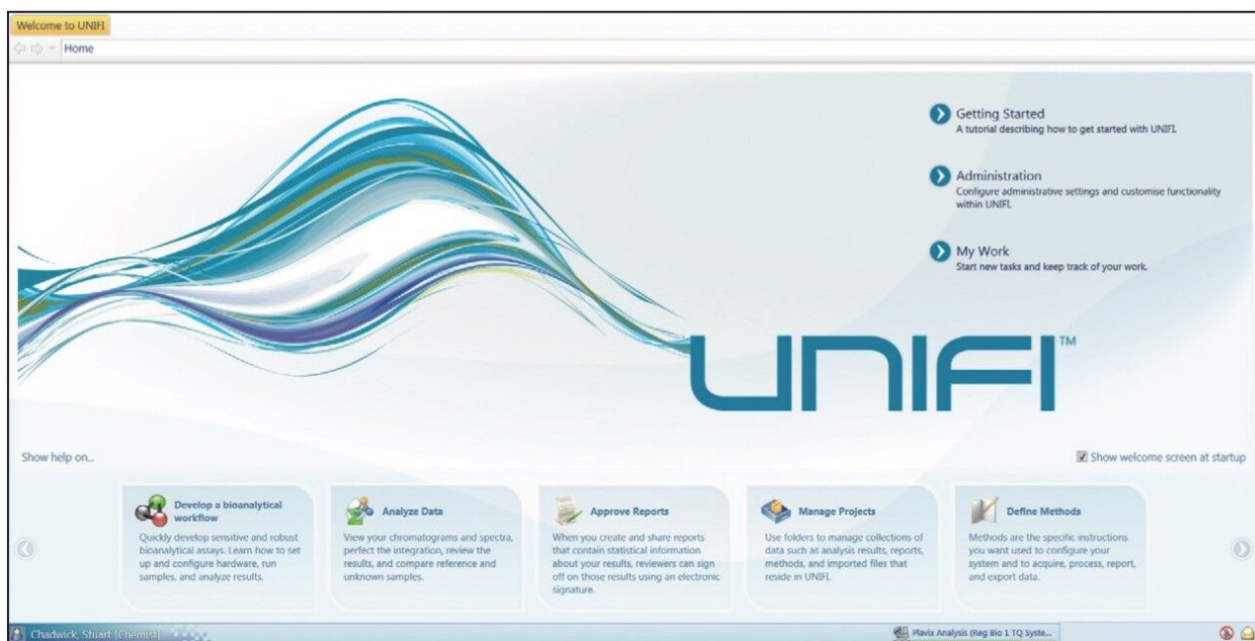 Welcome to UNIFI
Home
Getting Started
A tutorial describing how to get started with UNIFI.
Administration
Configure administrative settings and customise functionality
within UNIFI.
My Work
Start new tasks and keep track of your work.
UNIFI™
Show help on...
Show welcome screen at startup
Develop a bioanalytical
workflow
Quickly develop sensitive and robust
bioanalytical assays. Learn how to set
up and configure hardware, run
samples, and analyze results.
Analyze Data
View your chromatograms and spectra,
perfect the integration, review the
results, and compare reference and
unknown samples.
Approve Reports
When you create and share reports
that contain statistical information
about your results, reviewers can sign
off on those results using an electronic
signature.
Manage Projects
Use folders to manage collections of
data such as analysis results, reports,
methods, and imported files that
reside in UNIFI.
Define Methods
Methods are the specific instructions
you want used to configure your
system and to acquire, process, report,
and export data.
Chadwick, Stuart [Chemist]
Plavix Analysis (Reg Bio 1 TQ Syste...